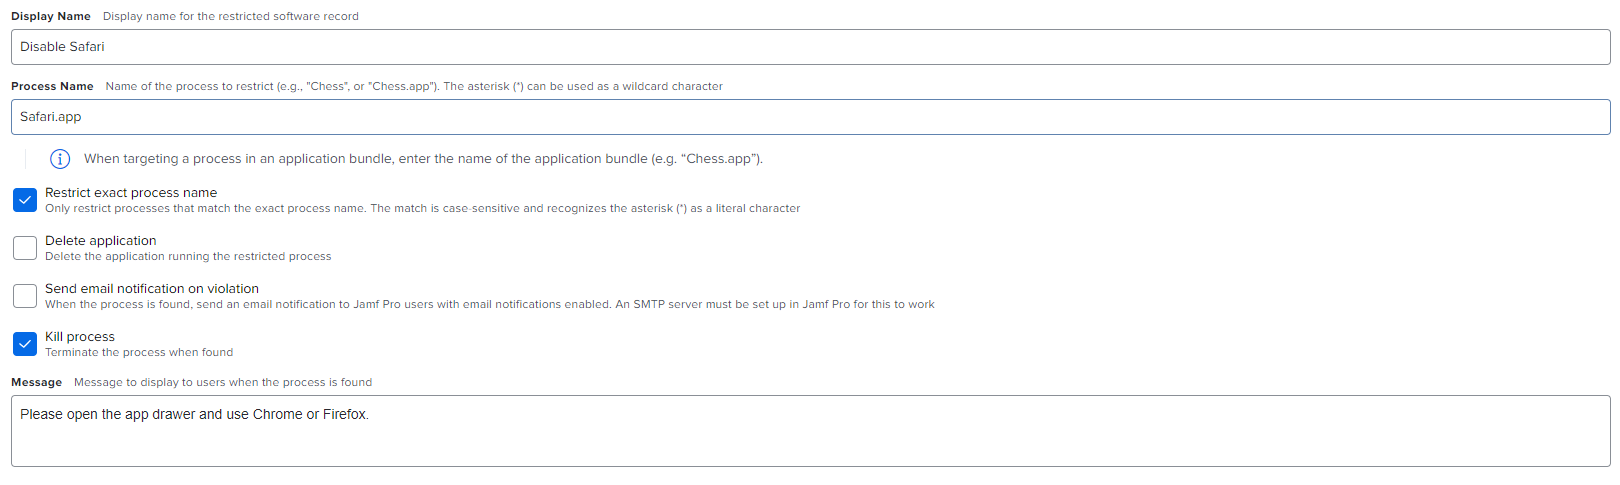 Display Name Display name for the restricted software record
Disable Safari
Process Name Name of the process to restrict (e.g., "Chess", or "Chess.app"). The asterisk (*) can be used as a wildcard character
Safari.app
When targeting a process in an application bundle, enter the name of the application bundle (e.g. “Chess.app”).
Restrict exact process name
Only restrict processes that match the exact process name. The match is case-sensitive and recognizes the asterisk (*) as a literal character
Delete application
Delete the application running the restricted process
Send email notification on violation
When the process is found, send an email notification to Jamf Pro users with email notifications enabled. An SMTP server must be set up in Jamf Pro for this to work
Kill process
Terminate the process when found
Message Message to display to users when the process is found
Please open the app drawer and use Chrome or Firefox.